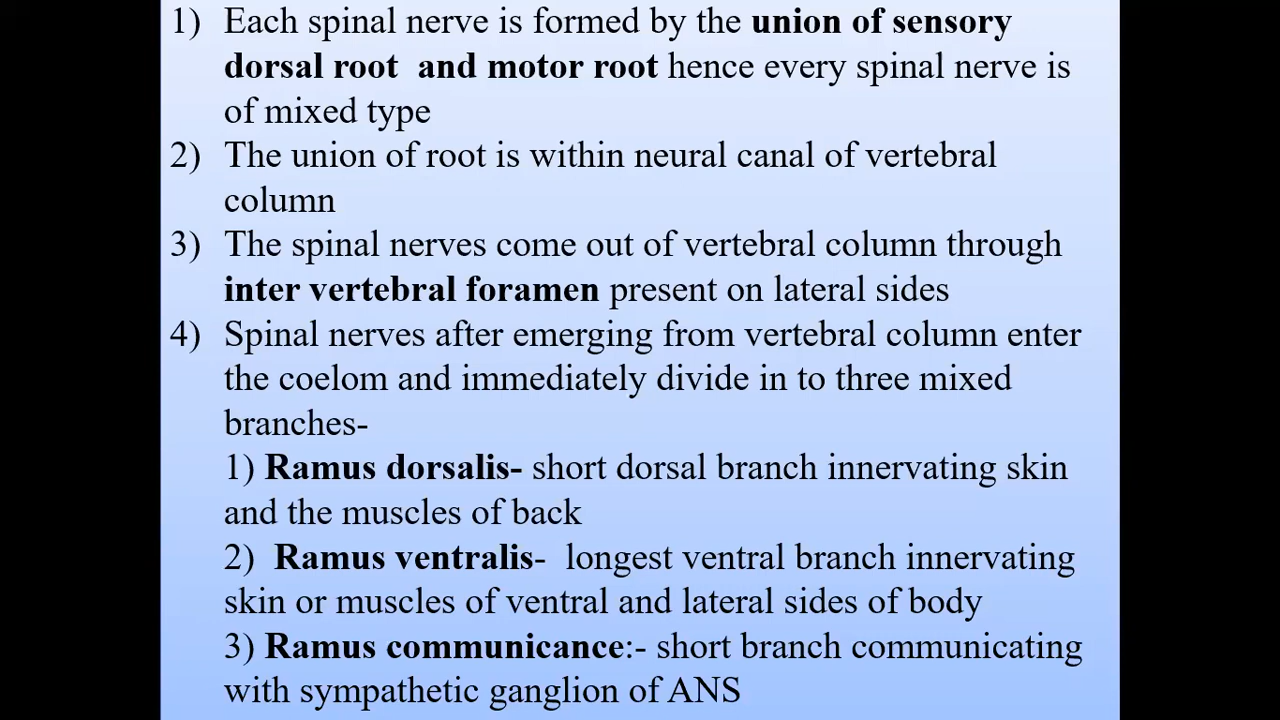 1) Each spinal nerve is formed by the union of sensory
dorsal root and motor root hence every spinal nerve is
of mixed type
2) The union of root is within neural canal of vertebral
column
3) The spinal nerves come out of vertebral column through
inter vertebral foramen present on lateral sides
4) Spinal nerves after emerging from vertebral column enter
the coelom and immediately divide in to three mixed
branches-
1) Ramus dorsalis- short dorsal branch innervating skin
and the muscles of back
2) Ramus ventralis- longest ventral branch innervating
skin or muscles of ventral and lateral sides of body
3) Ramus communicance:- short branch communicating
with sympathetic ganglion of ANS